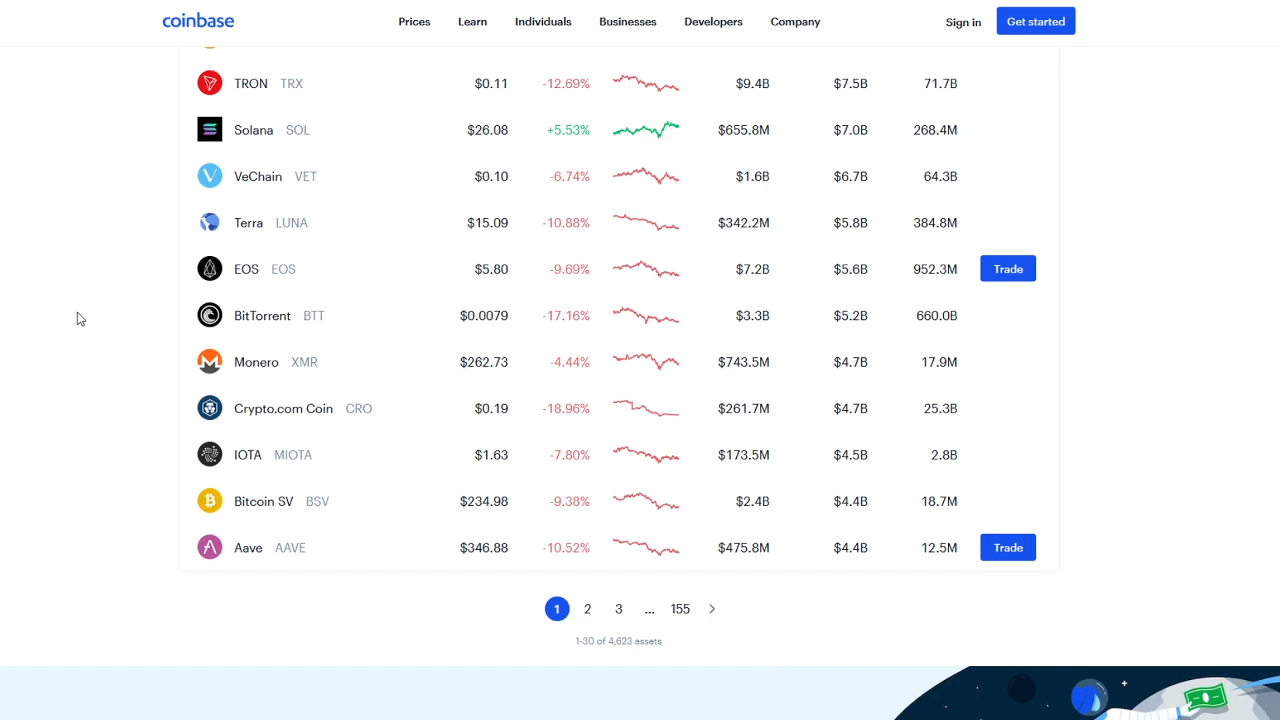 coinbase Prices Learn Individuals Businesses Developers Company Sign in Get started
TRON TRX $0.11 -12.69% $9.4B $7.5B 71.7B
Solana SOL $26.08 +5.53% $655.8M $7.0B 268.4M
VeChain VET $0.10 -6.74% $1.6B $6.7B 64.3B
Terra LUNA $15.09 -10.88% $342.2M $5.8B 384.8M
EOS EOS $5.80 -9.69% $7.2B $5.6B 952.3M Trade
BitTorrent BTT $0.0079 -17.16% $3.3B $5.2B 660.0B
Monero XMR $262.73 -4.44% $743.5M $4.7B 17.9M
Crypto.com Coin CRO $0.19 -18.96% $261.7M $4.7B 25.3B
IOTA MIOTA $1.63 -7.80% $173.5M $4.5B 2.8B
Bitcoin SV BSV $234.98 -9.38% $2.4B $4.4B 18.7M
Aave AAVE $346.88 -10.52% $475.8M $4.4B 12.5M Trade
1 2 3 ... 155
1-30 of 4,623 assets